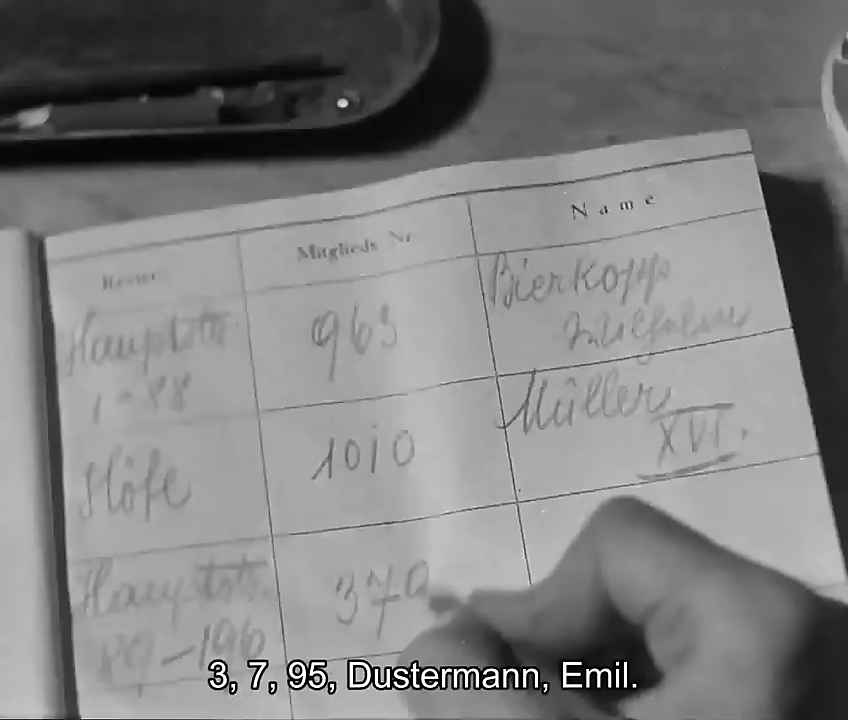 Revier
Mitglieds Nr
Name
Hauptstr.
1-88
963
Bierkopp
Wilhelm
Höfe
1010
Müller
XVI.
Hauptstr.
89-196
370
3, 7, 95, Dustermann, Emil.